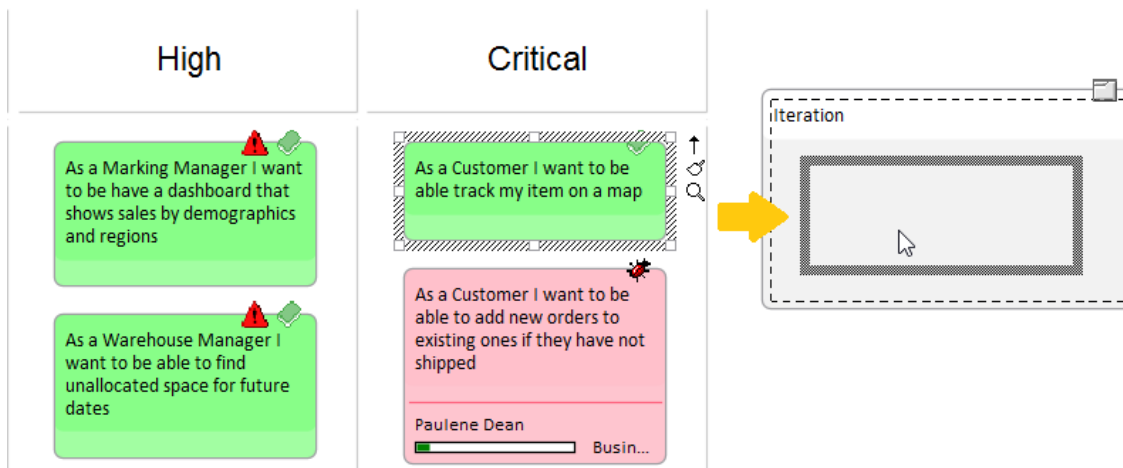 High
Critical
Iteration
As a Marking Manager I want
to be have a dashboard that
shows sales by demographics
and regions
As a Customer I want to be
able track my item on a map
As a Warehouse Manager I
want to be able to find
unallocated space for future
dates
As a Customer I want to be
able to add new orders to
existing ones if they have not
shipped
Paulene Dean
Busin...